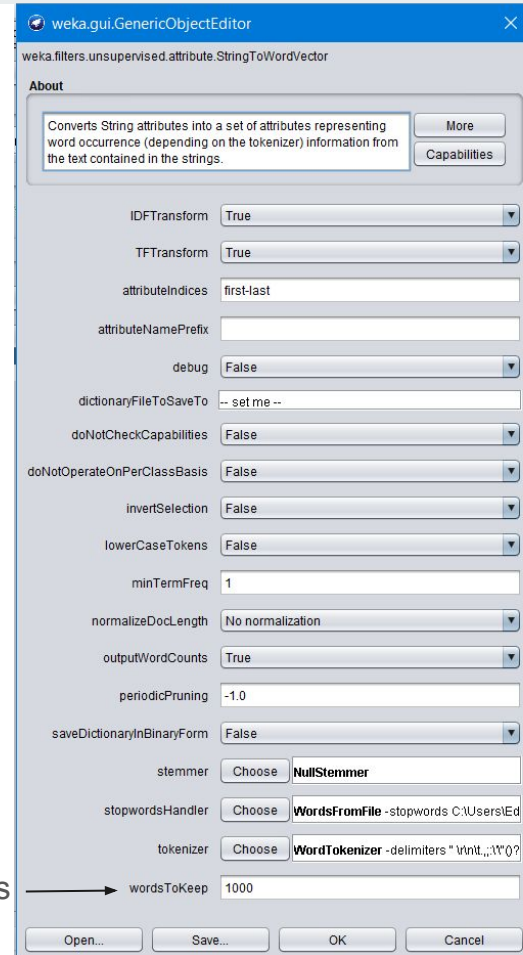 weka.gui.GenericObjectEditor
weka.filters.unsupervised.attribute.StringToWordVector
About
Converts String attributes into a set of attributes representing
word occurrence (depending on the tokenizer) information from
the text contained in the strings.
More
Capabilities
IDFTransform True
TFTransform True
attributeIndices first-last
attributeNamePrefix
debug False
dictionaryFileToSaveTo -- set me --
doNotCheckCapabilities False
doNotOperateOnPerClassBasis False
invertSelection False
lowerCaseTokens False
minTermFreq 1
normalizeDocLength No normalization
outputWordCounts True
periodicPruning -1.0
saveDictionaryInBinaryForm False
stemmer Choose NullStemmer
stopwordsHandler Choose WordsFromFile -stopwords C:\Users\Ed
tokenizer Choose WordTokenizer -delimiters " \r\n\t.,;:\'\"()?
wordsToKeep 1000
Open... Save... OK Cancel